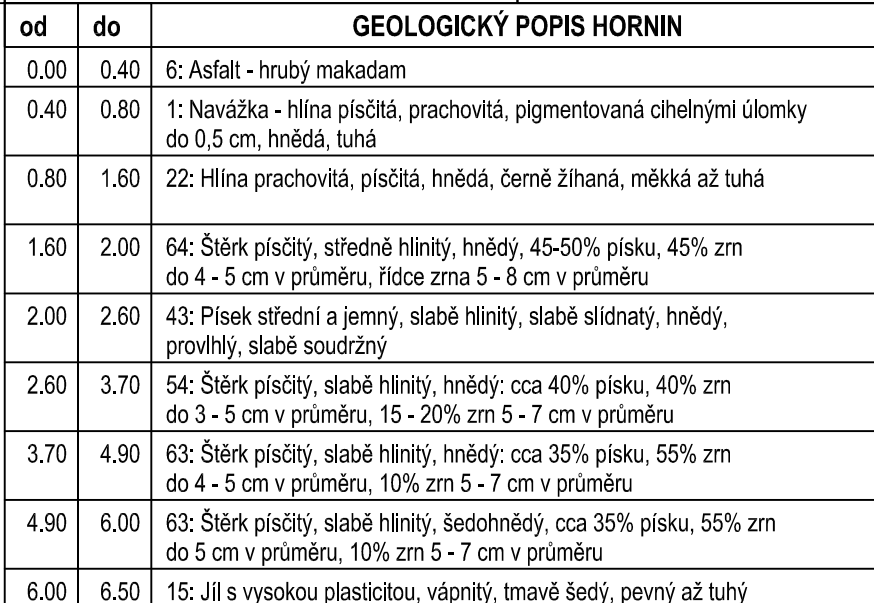 od do GEOLOGICKÝ POPIS HORNIN
0.00 0.40 6: Asfalt - hrubý makadam
0.40 0.80 1: Navážka - hlína písčitá, prachovitá, pigmentovaná cihelnými úlomky
do 0,5 cm, hnědá, tuhá
0.80 1.60 22: Hlína prachovitá, písčitá, hnědá, černě žíhaná, měkká až tuhá
1.60 2.00 64: Štěrk písčitý, středně hlinitý, hnědý, 45-50% písku, 45% zrn
do 4 - 5 cm v průměru, řídce zrna 5 - 8 cm v průměru
2.00 2.60 43: Písek střední a jemný, slabě hlinitý, slabě slídnatý, hnědý,
provlhlý, slabě soudržný
2.60 3.70 54: Štěrk písčitý, slabě hlinitý, hnědý: cca 40% písku, 40% zrn
do 3 - 5 cm v průměru, 15 - 20% zrn 5 - 7 cm v průměru
3.70 4.90 63: Štěrk písčitý, slabě hlinitý, hnědý: cca 35% písku, 55% zrn
do 4 - 5 cm v průměru, 10% zrn 5 - 7 cm v průměru
4.90 6.00 63: Štěrk písčitý, slabě hlinitý, šedohnědý, cca 35% písku, 55% zrn
do 5 cm v průměru, 10% zrn 5 - 7 cm v průměru
6.00 6.50 15: Jíl s vysokou plasticitou, vápnitý, tmavě šedý, pevný až tuhý